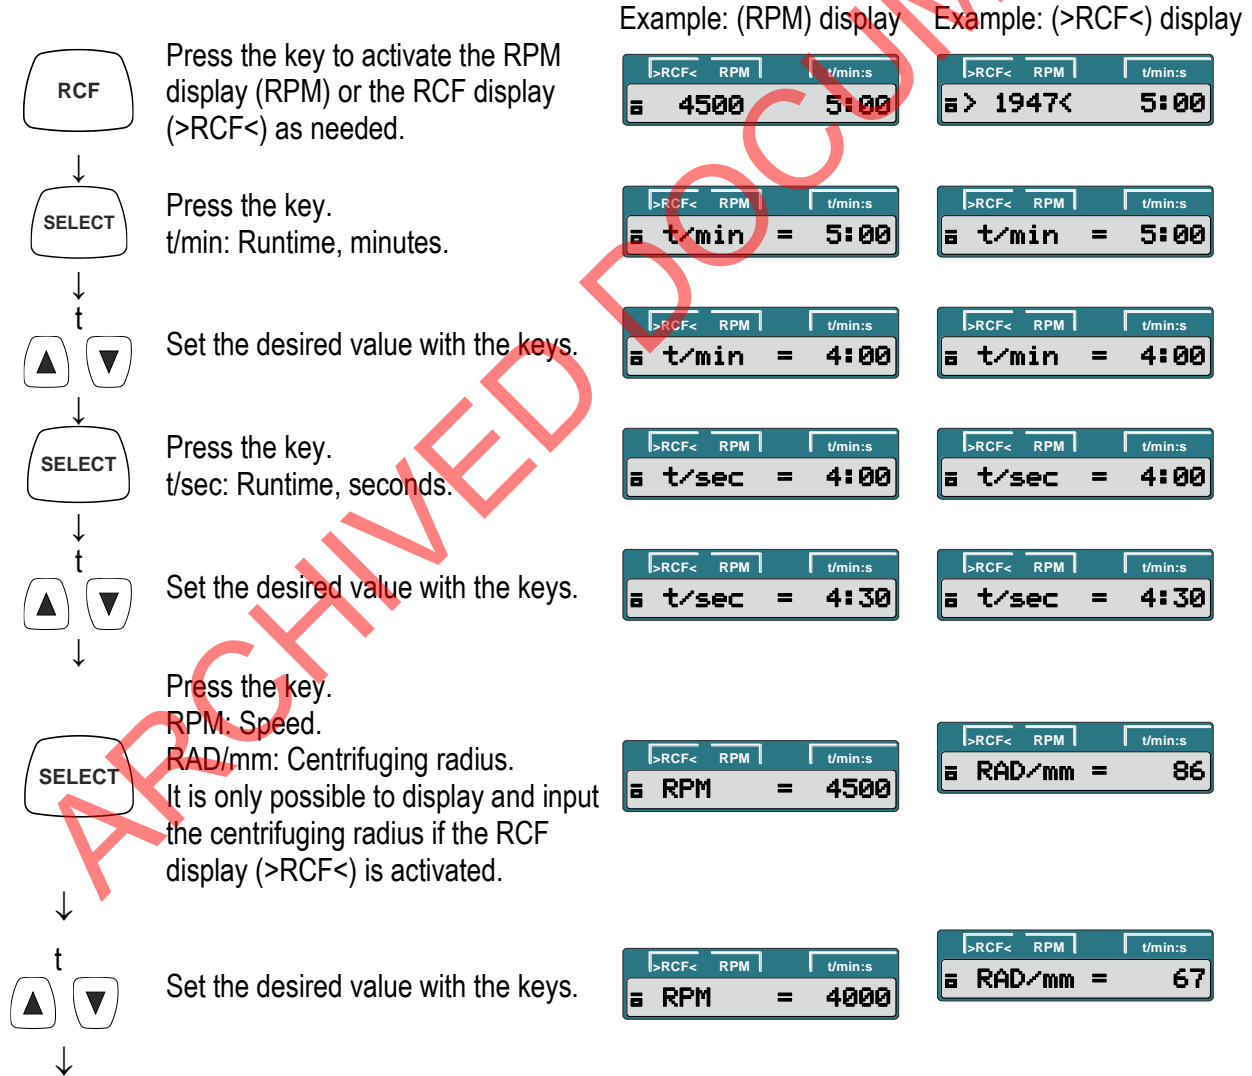 Example: (RPM) display Example: (>RCF<) display
RCF
Press the key to activate the RPM
display (RPM) or the RCF display
(>RCF<) as needed.
>RCF< RPM t/min:s
4500 5:00
>RCF< RPM t/min:s
> 1947< 5:00
↓
SELECT
Press the key.
t/min: Runtime, minutes.
>RCF< RPM t/min:s
t/min = 5:00
>RCF< RPM t/min:s
t/min = 5:00
↓
t
▲ ▼
Set the desired value with the keys.
>RCF< RPM t/min:s
t/min = 4:00
>RCF< RPM t/min:s
t/min = 4:00
↓
SELECT
Press the key.
t/sec: Runtime, seconds.
>RCF< RPM t/min:s
t/sec = 4:00
>RCF< RPM t/min:s
t/sec = 4:00
↓
t
▲ ▼
Set the desired value with the keys.
>RCF< RPM t/min:s
t/sec = 4:30
>RCF< RPM t/min:s
t/sec = 4:30
↓
SELECT
Press the key.
RPM: Speed.
RAD/mm: Centrifuging radius.
It is only possible to display and input
the centrifuging radius if the RCF
display (>RCF<) is activated.
>RCF< RPM t/min:s
RPM = 4500
>RCF< RPM t/min:s
RAD/mm = 86
↓
t
▲ ▼
Set the desired value with the keys.
>RCF< RPM t/min:s
RPM = 4000
>RCF< RPM t/min:s
RAD/mm = 67
↓
ARCHIVED DOCUM